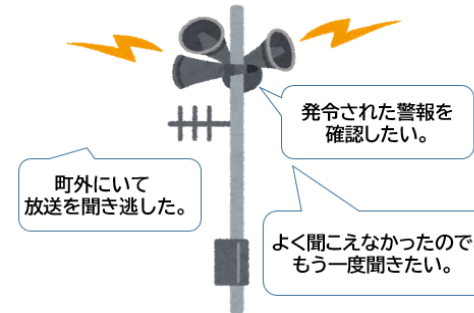 発令された警報を
確認したい。
町外にいて
放送を聞き逃した。
よく聞こえなかったので
もう一度聞きたい。